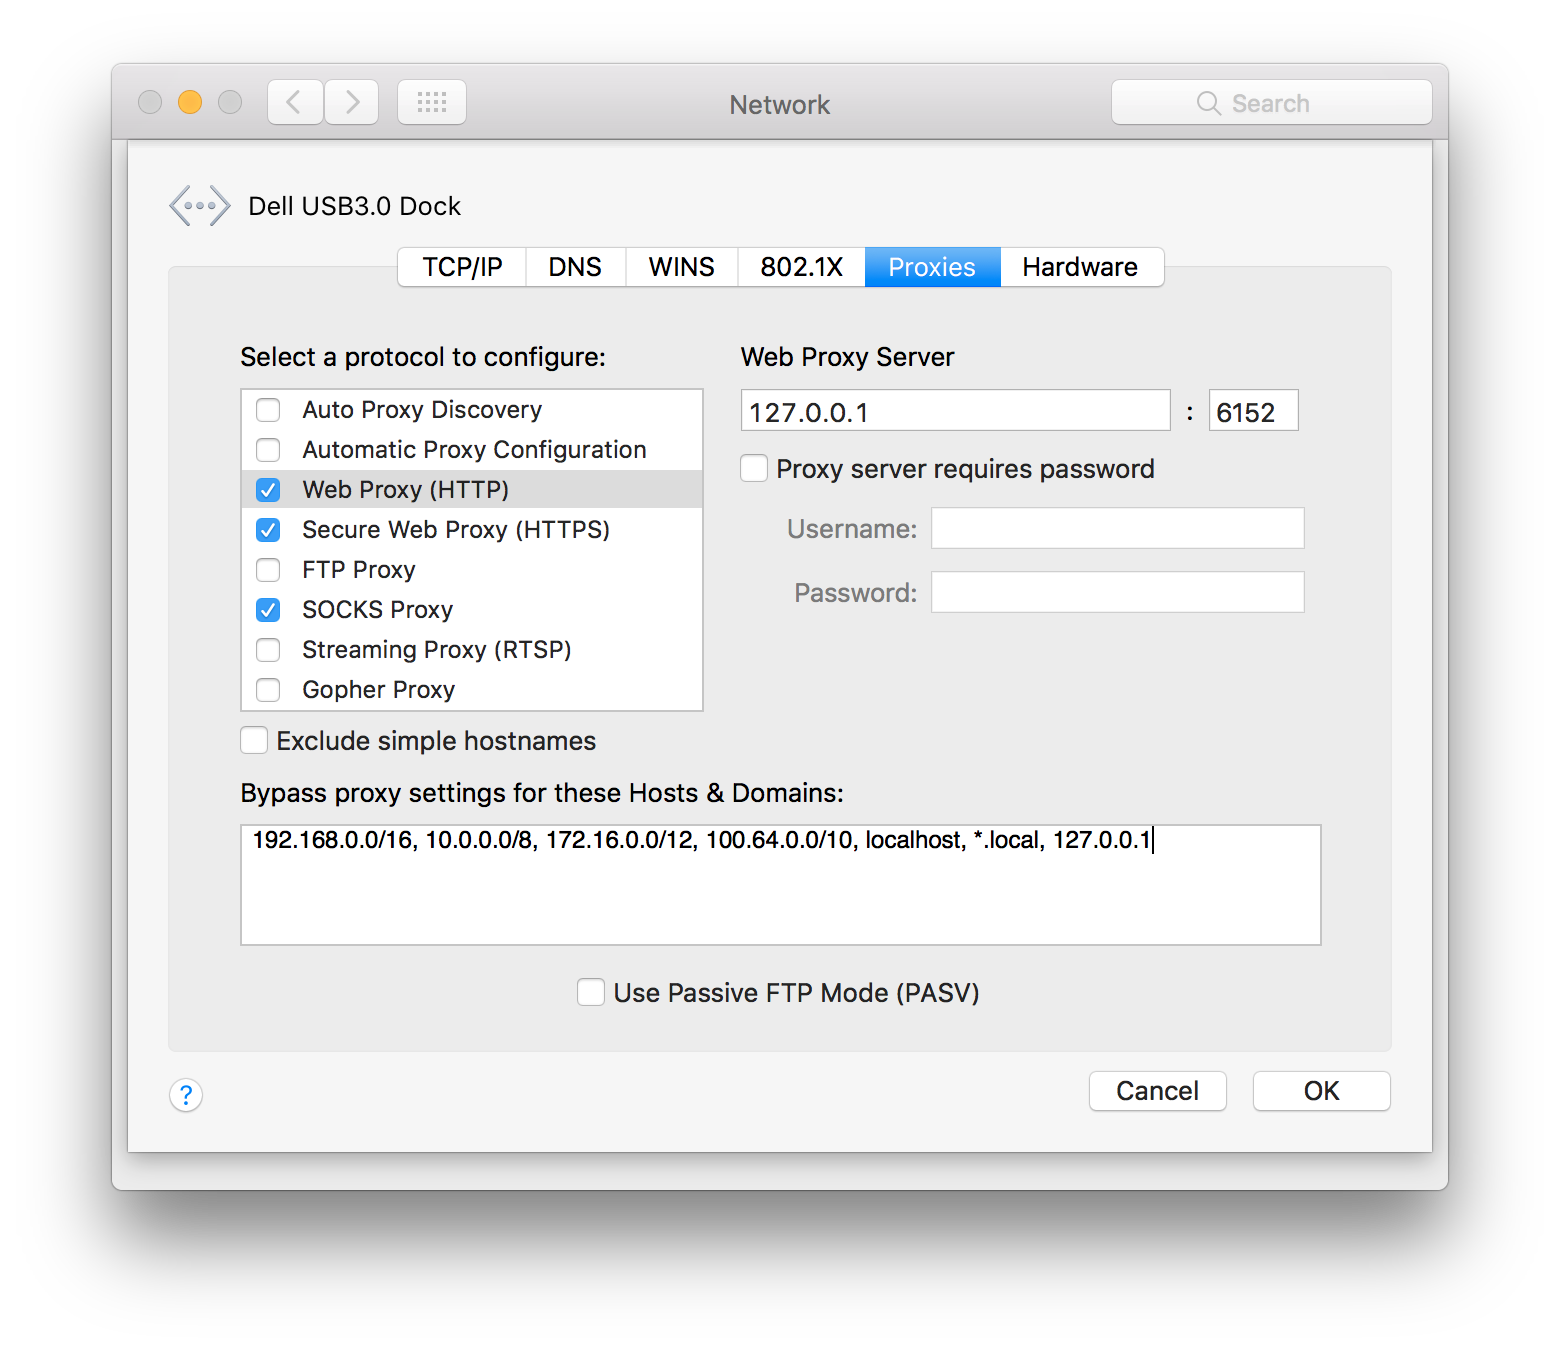 Network
Search
Dell USB3.0 Dock
TCP/IP DNS WINS 802.1X Proxies Hardware
Select a protocol to configure:
Auto Proxy Discovery
Automatic Proxy Configuration
Web Proxy (HTTP)
Secure Web Proxy (HTTPS)
FTP Proxy
SOCKS Proxy
Streaming Proxy (RTSP)
Gopher Proxy
Exclude simple hostnames
Web Proxy Server
127.0.0.1 : 6152
Proxy server requires password
Username:
Password:
Bypass proxy settings for these Hosts & Domains:
192.168.0.0/16, 10.0.0.0/8, 172.16.0.0/12, 100.64.0.0/10, localhost, *.local, 127.0.0.1
Use Passive FTP Mode (PASV)
?
Cancel
OK